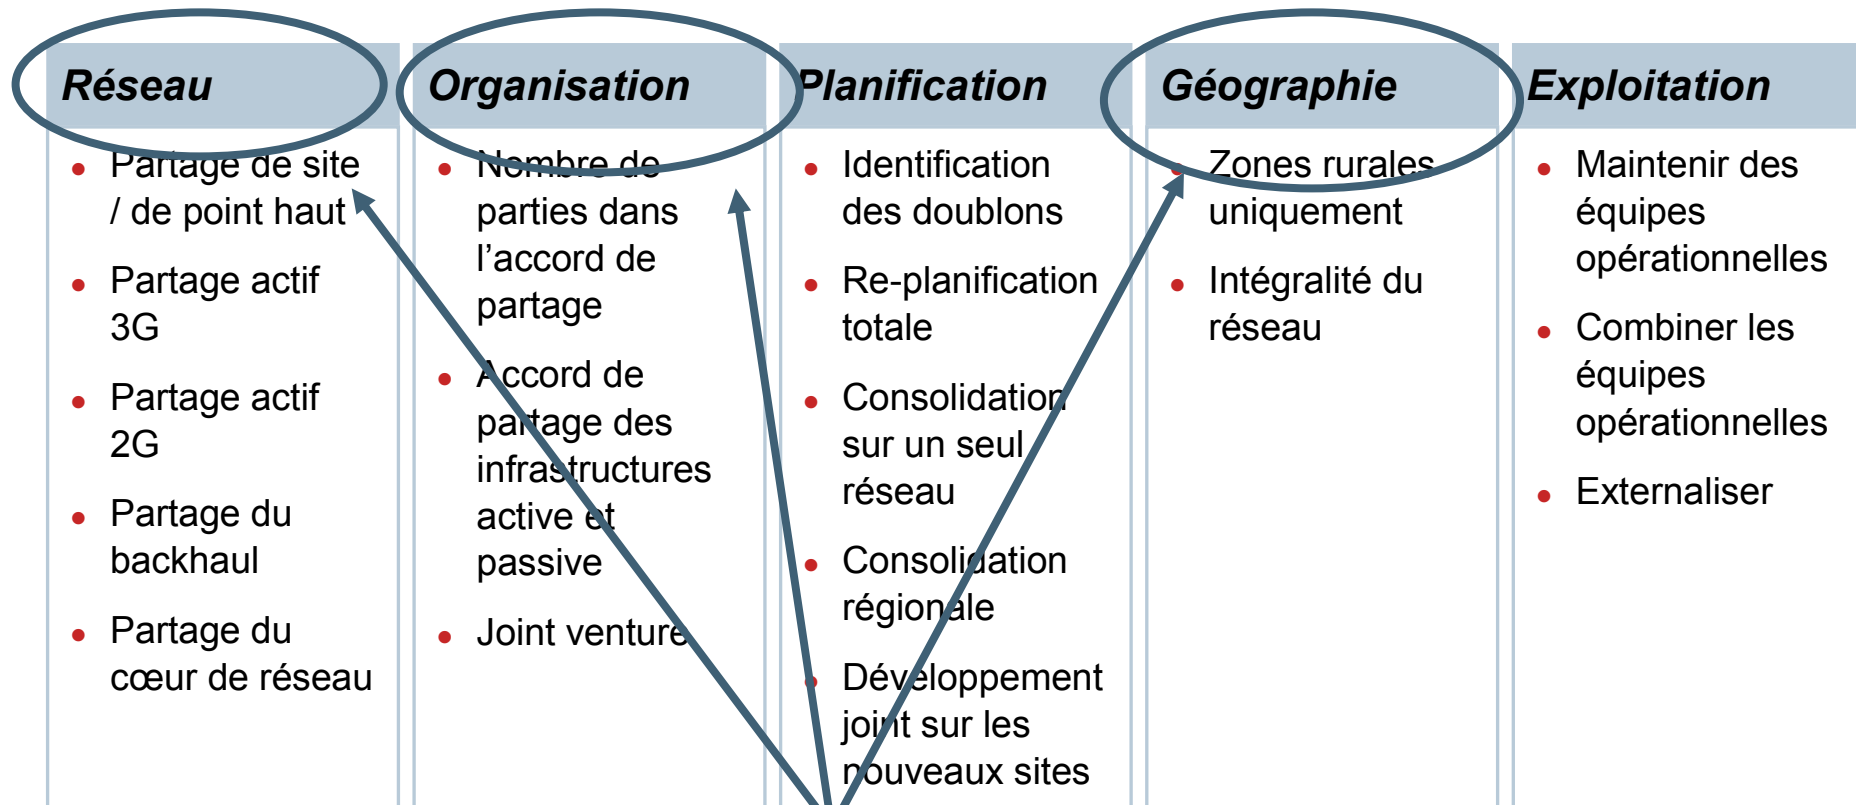 Réseau
Partage de site
/ de point haut
Partage actif
3G
Partage actif
2G
Partage du
backhaul
Partage du
cœur de réseau
Organisation
Nombre de
parties dans
l’accord de
partage
Accord de
partage des
infrastructures
active et
passive
Joint venture
Planification
Identification
des doublons
Re-planification
totale
Consolidation
sur un seul
réseau
Consolidation
régionale
Développement
joint sur les
nouveaux sites
Géographie
Zones rurales
uniquement
Intégralité du
réseau
Exploitation
Maintenir des
équipes
opérationnelles
Combiner les
équipes
opérationnelles
Externaliser